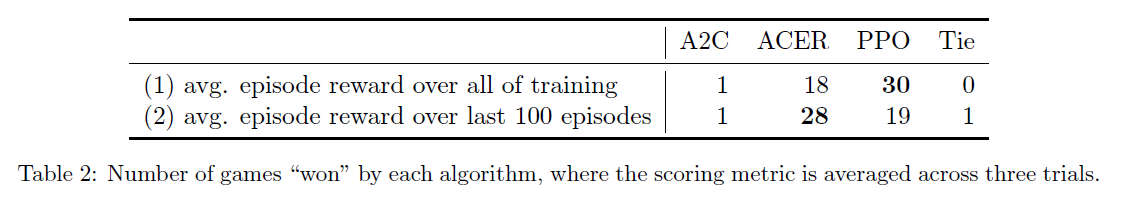 A2C ACER PPO Tie
(1) avg. episode reward over all of training 1 18 30 0
(2) avg. episode reward over last 100 episodes 1 28 19 1
Table 2: Number of games “won” by each algorithm, where the scoring metric is averaged across three trials.